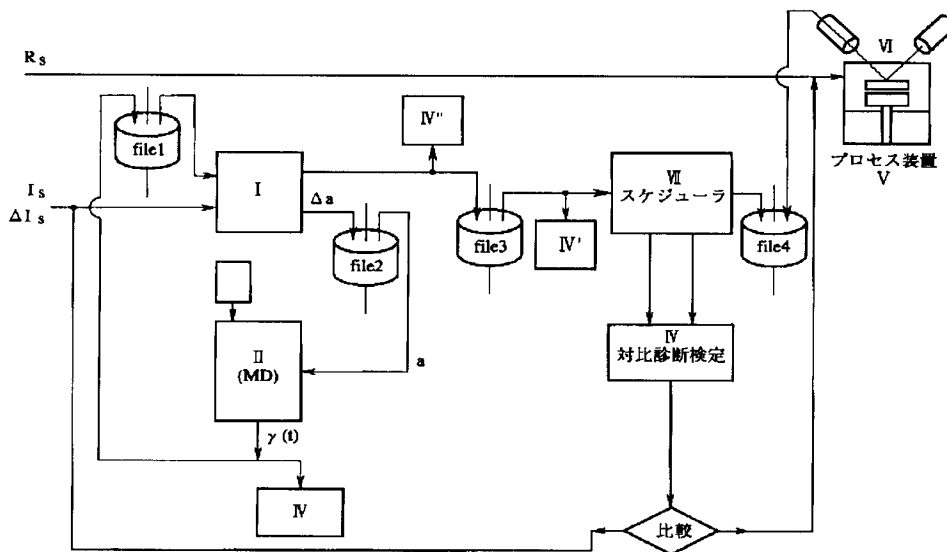 Rs
Ⅵ
プロセス装置
Ⅴ
Ⅳ"
file1
Ⅰ
Is
ΔIs
Δa
file2
file3
Ⅳ'
Ⅶ
スケジューラ
file4
Ⅱ
(MD)
a
Ⅳ
対比診断検定
γ(t)
Ⅳ
比較